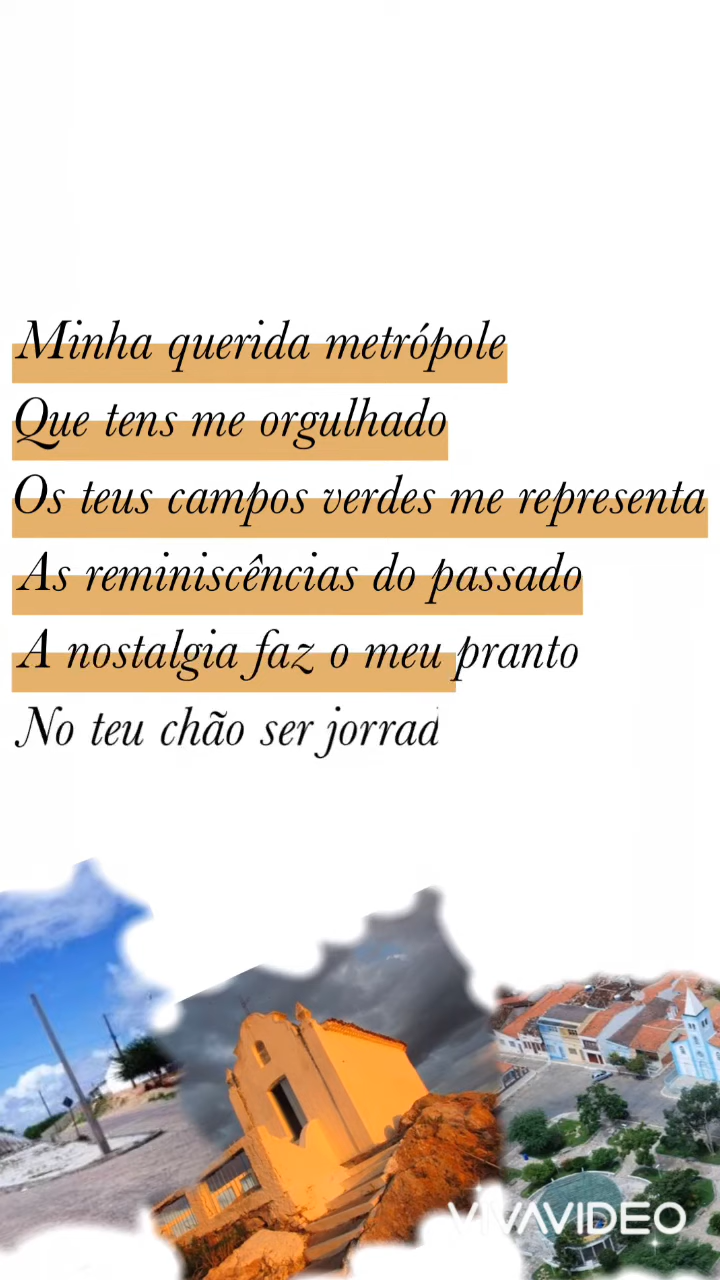 Minha querida metrópole
Que tens me orgulhado
Os teus campos verdes me representa
As reminiscências do passado
A nostalgia faz o meu pranto
No teu chão ser jorrad
VIVAVIDEO